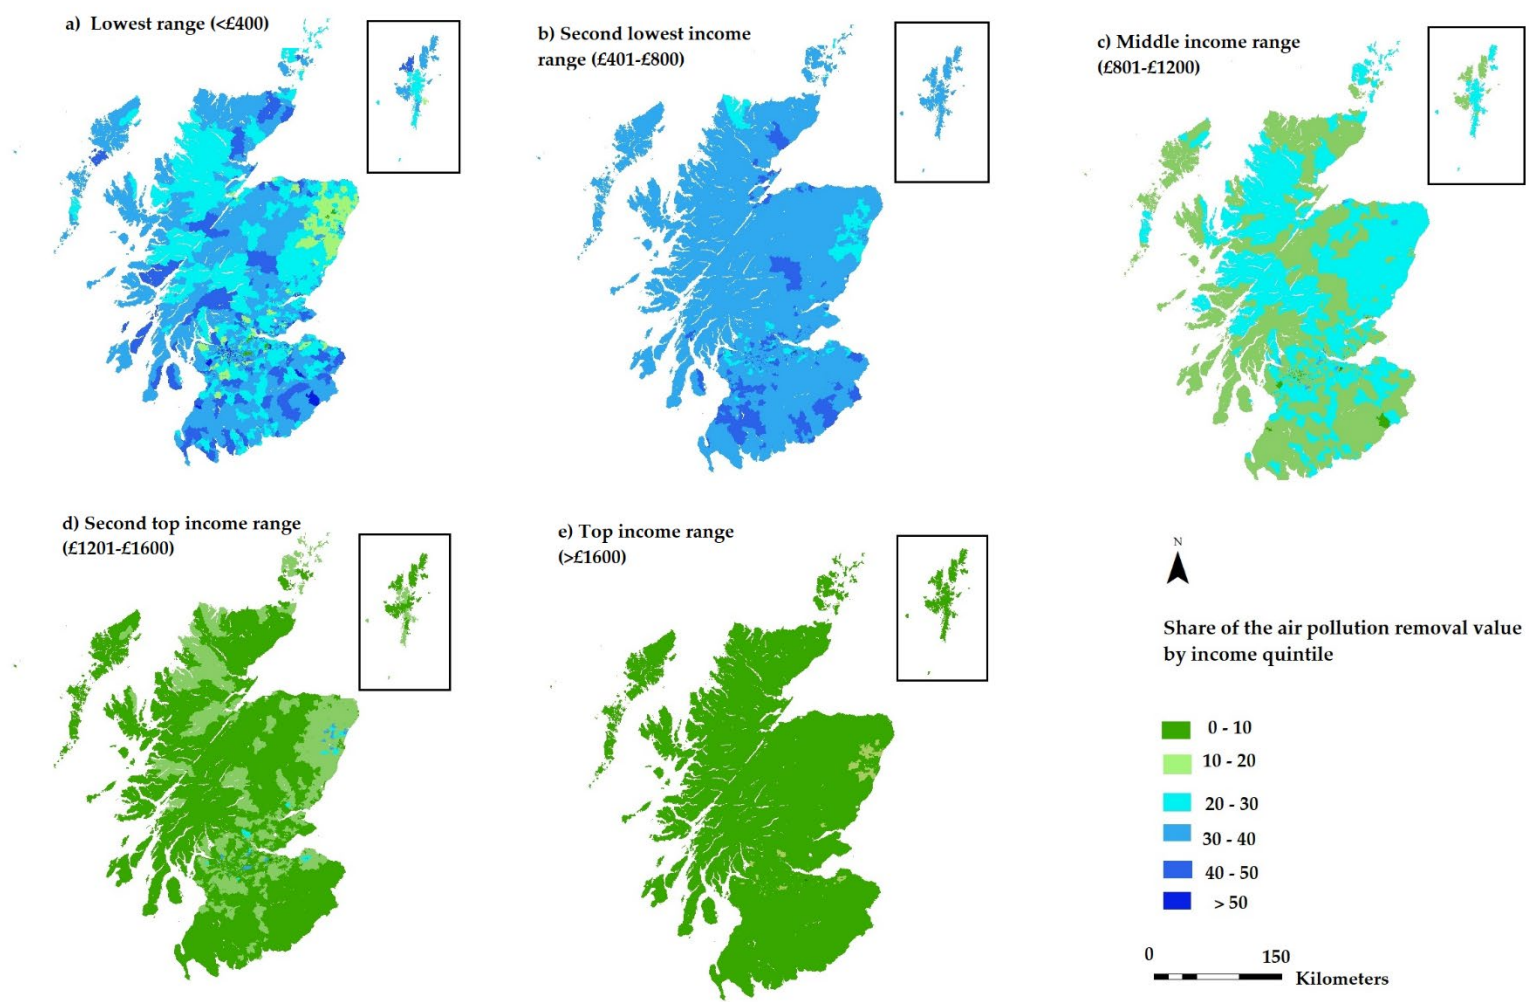 a) Lowest range (<£400)
b) Second lowest income
range (£401-£800)
c) Middle income range
(£801-£1200)
d) Second top income range
(£1201-£1600)
e) Top income range
(>£1600)
N
Share of the air pollution removal value
by income quintile
0 - 10
10 - 20
20 - 30
30 - 40
40 - 50
> 50
0 150
Kilometers